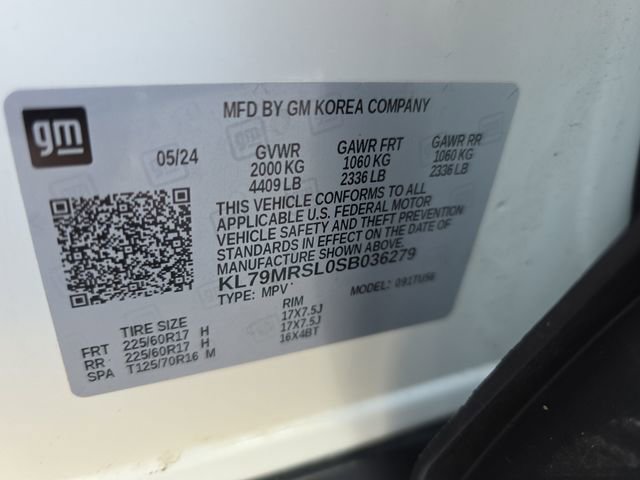 gm
MFD BY GM KOREA COMPANY
05/24 GVWR GAWR FRT GAWR RR
2000 KG 1060 KG 1060 KG
4409 LB 2336 LB 2336 LB
THIS VEHICLE CONFORMS TO ALL
APPLICABLE U.S. FEDERAL MOTOR
VEHICLE SAFETY AND THEFT PREVENTION
STANDARDS IN EFFECT ON THE DATE OF
MANUFACTURE SHOWN ABOVE.
KL79MRSL0SB036279
TYPE: MPV MODEL: 091TU56
TIRE SIZE RIM
FRT 225/60R17 H 17X7.5J
RR 225/60R17 H 17X7.5J
SPA T125/70R16 M 16X4BT